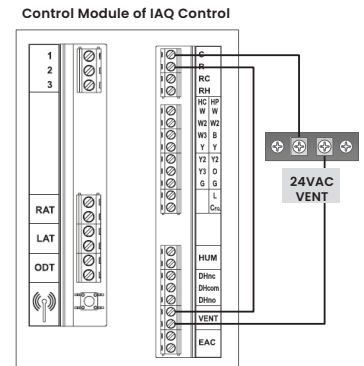 Control Module of IAQ Control
1
2
3
RAT
LAT
ODT
C
R
RC
RH
HC HP
W W
W2 W2
W3 B
Y Y
Y2 Y2
Y3 O
G G
L
HUM
DHnc
DHcom
DHno
VENT
EAC
24VAC
VENT